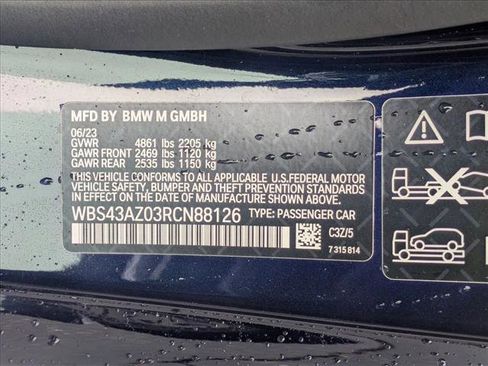 MFD BY BMW M GMBH
06/23
GVWR 4861 lbs 2205 kg
GAWR FRONT 2469 lbs 1120 kg
GAWR REAR 2535 lbs 1150 kg
THIS VEHICLE CONFORMS TO ALL APPLICABLE U.S.FEDERAL MOTOR
VEHICLE SAFETY, BUMPER, AND THEFT PREVENTION STANDARDS
IN EFFECT ON THE DATE OF MANUFACTURE SHOWN ABOVE.
WBS43AZ03RCN88126 TYPE: PASSENGER CAR
C3Z/5
7 315 814